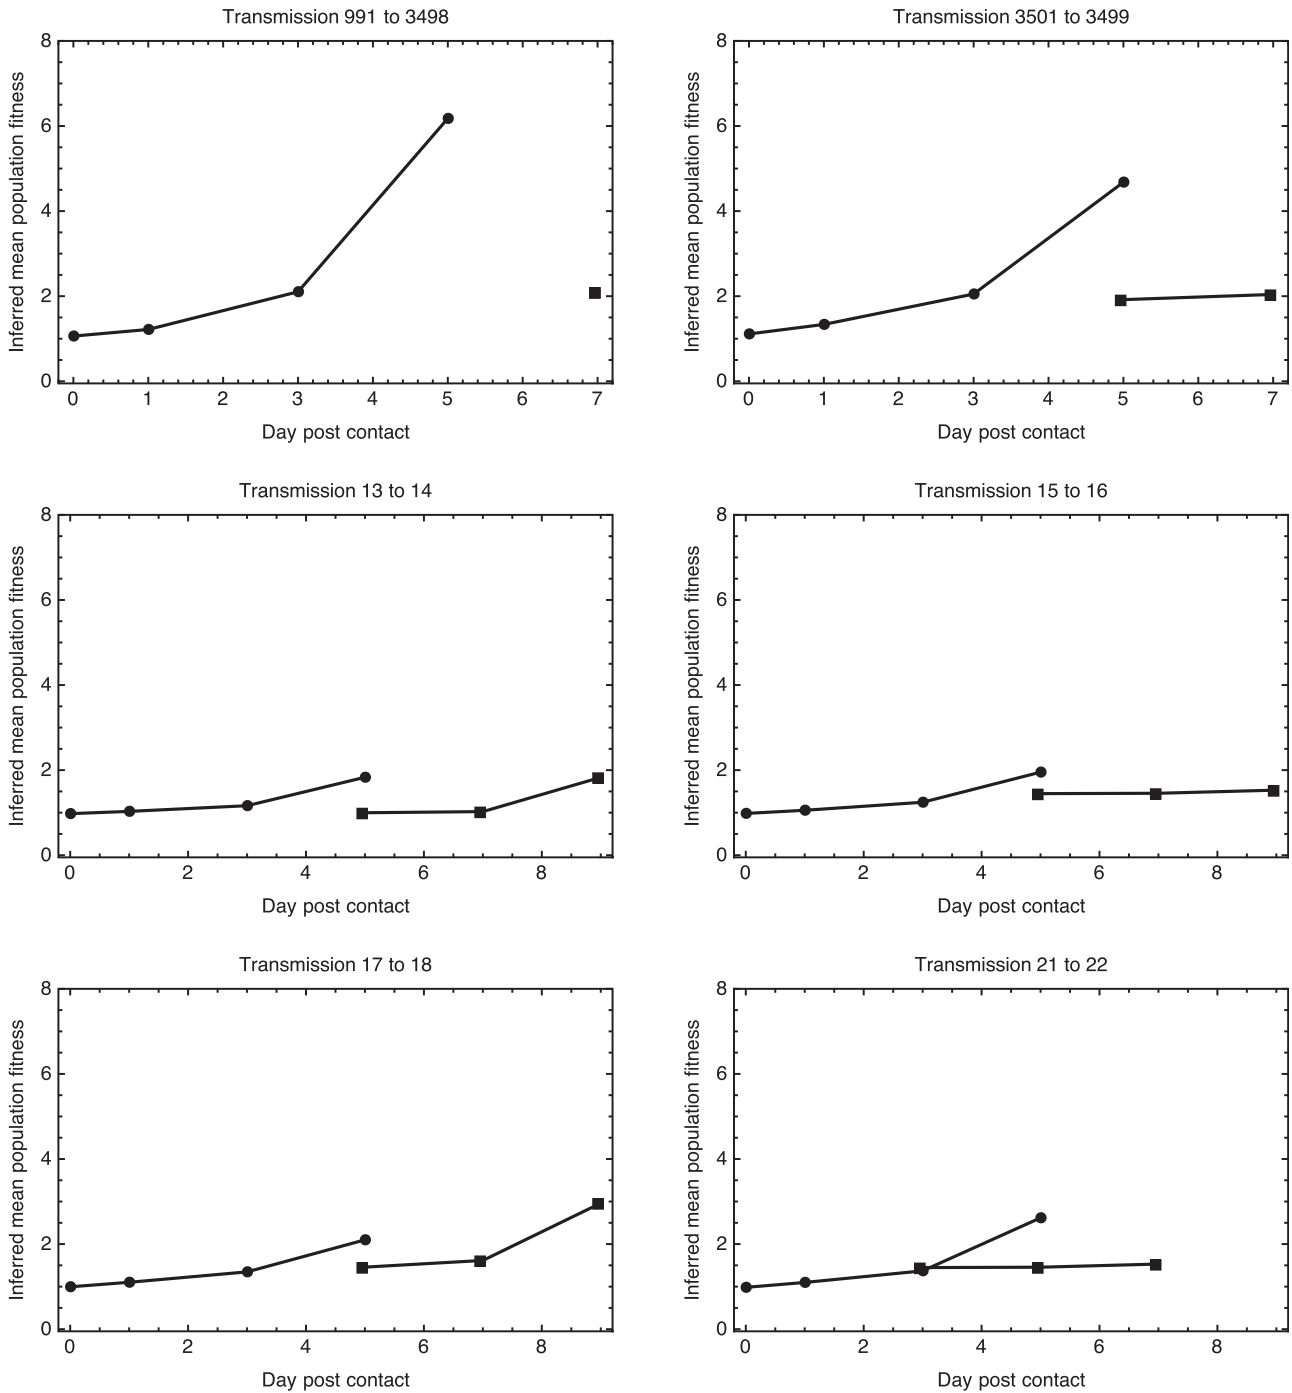 Transmission 991 to 3498
Inferred mean population fitness
8
6
4
2
0
0 1 2 3 4 5 6 7
Day post contact
Transmission 3501 to 3499
Inferred mean population fitness
8
6
4
2
0
0 1 2 3 4 5 6 7
Day post contact
Transmission 13 to 14
Inferred mean population fitness
8
6
4
2
0
0 2 4 6 8
Day post contact
Transmission 15 to 16
Inferred mean population fitness
8
6
4
2
0
0 2 4 6 8
Day post contact
Transmission 17 to 18
Inferred mean population fitness
8
6
4
2
0
0 2 4 6 8
Day post contact
Transmission 21 to 22
Inferred mean population fitness
8
6
4
2
0
0 2 4 6 8
Day post contact